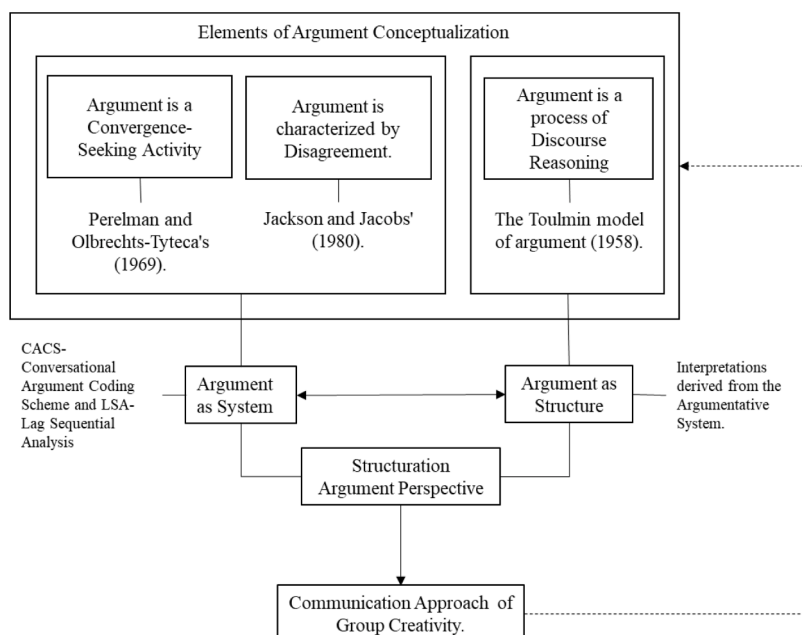 Elements of Argument Conceptualization
Argument is a
Convergence-
Seeking Activity
Perelman and
Olbrechts-Tyteca's
(1969).
Argument is
characterized by
Disagreement.
Jackson and Jacobs'
(1980).
Argument is a
process of
Discourse
Reasoning
The Toulmin model
of argument (1958).
CACS-
Conversational
Argument Coding
Scheme and LSA-
Lag Sequential
Analysis
Argument
as System
Argument as
Structure
Interpretations
derived from the
Argumentative
System.
Structuration
Argument Perspective
Communication Approach of
Group Creativity.